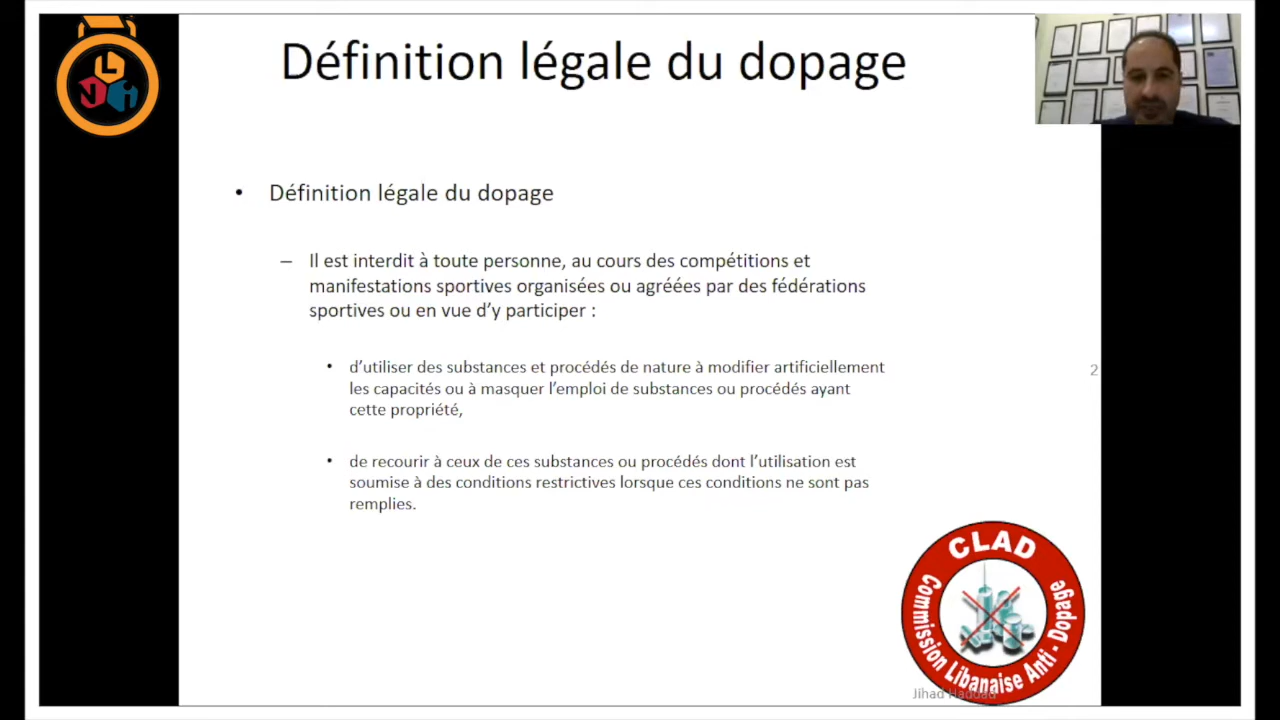 Définition légale du dopage
L
N i
• Définition légale du dopage
– Il est interdit à toute personne, au cours des compétitions et
manifestations sportives organisées ou agréées par des fédérations
sportives ou en vue d’y participer :
• d’utiliser des substances et procédés de nature à modifier artificiellement
les capacités ou à masquer l’emploi de substances ou procédés ayant
cette propriété,
2
• de recourir à ceux de ces substances ou procédés dont l’utilisation est
soumise à des conditions restrictives lorsque ces conditions ne sont pas
remplies.
CLAD
Commission Libanaise Anti - Dopage
Jihad Haddad